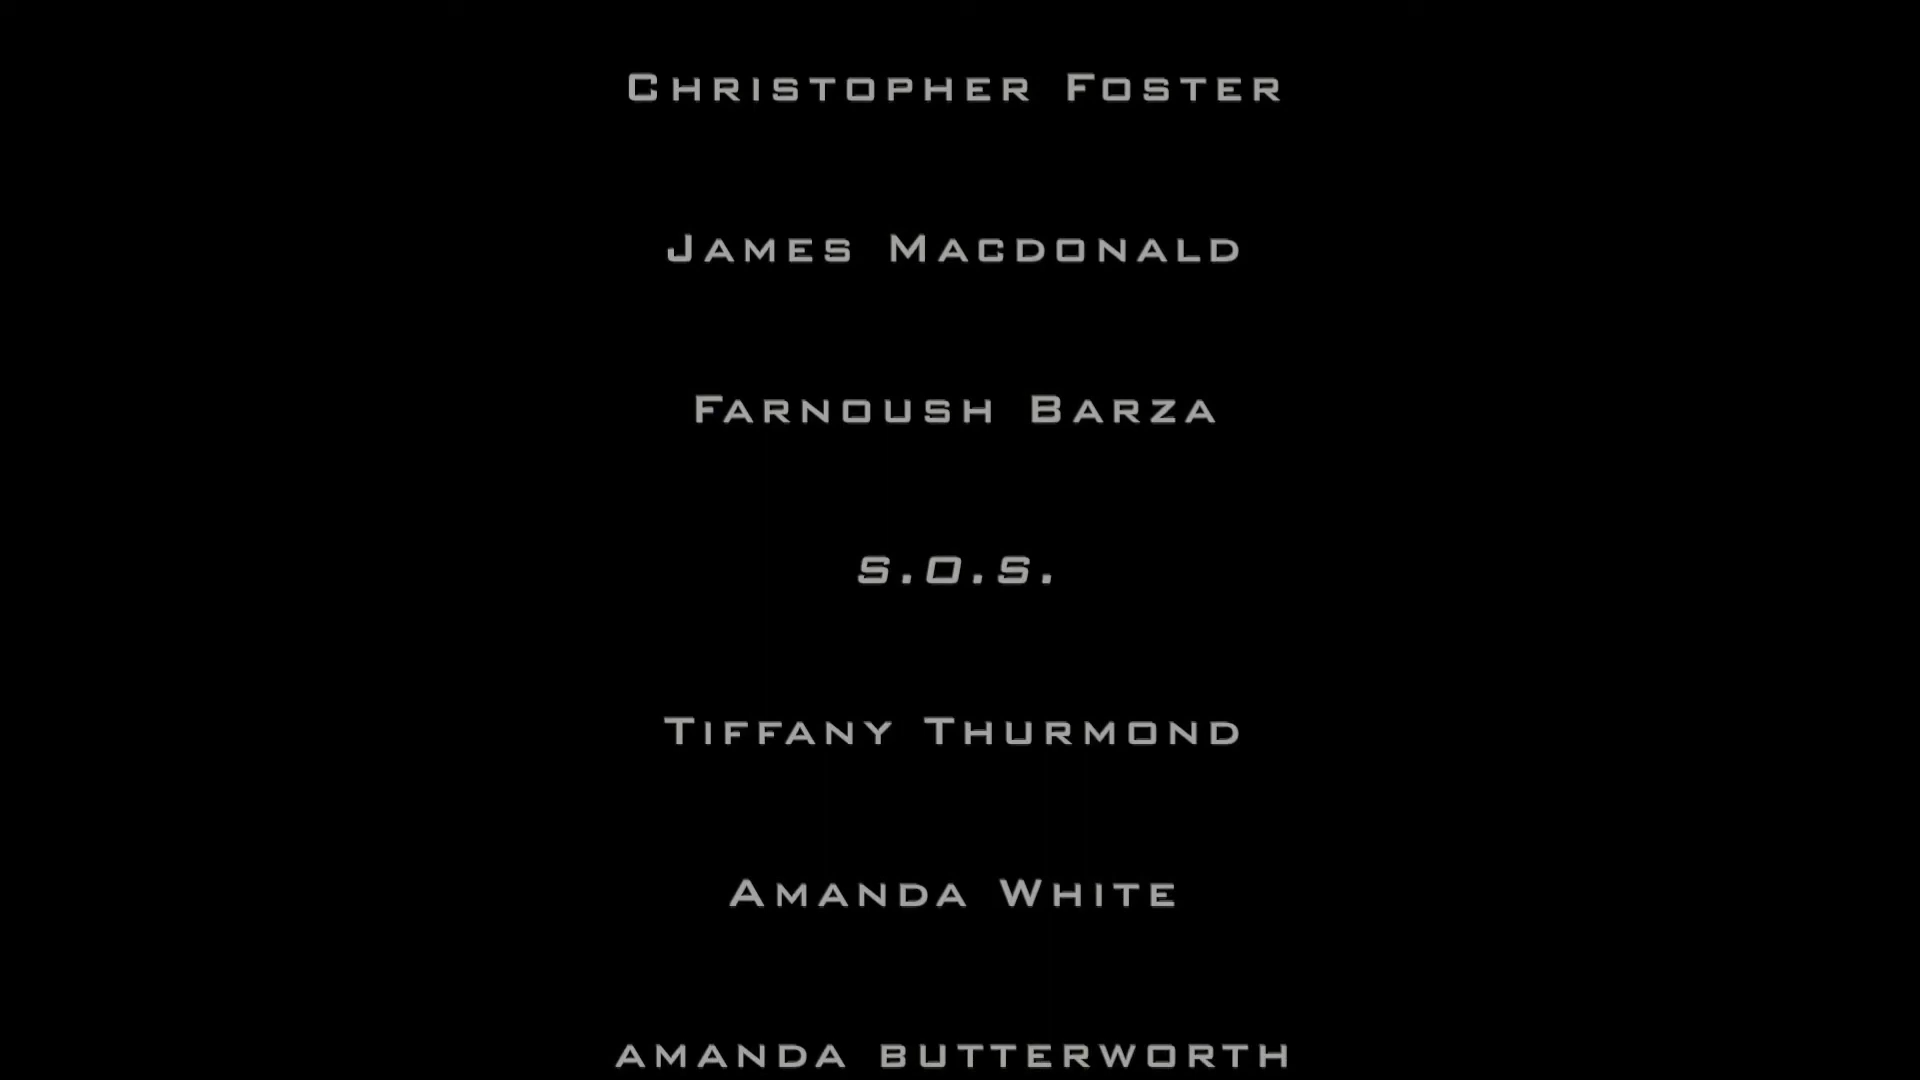 Christopher Foster
James Macdonald
Farnoush Barza
S.O.S.
Tiffany Thurmond
Amanda White
amanda butterworth